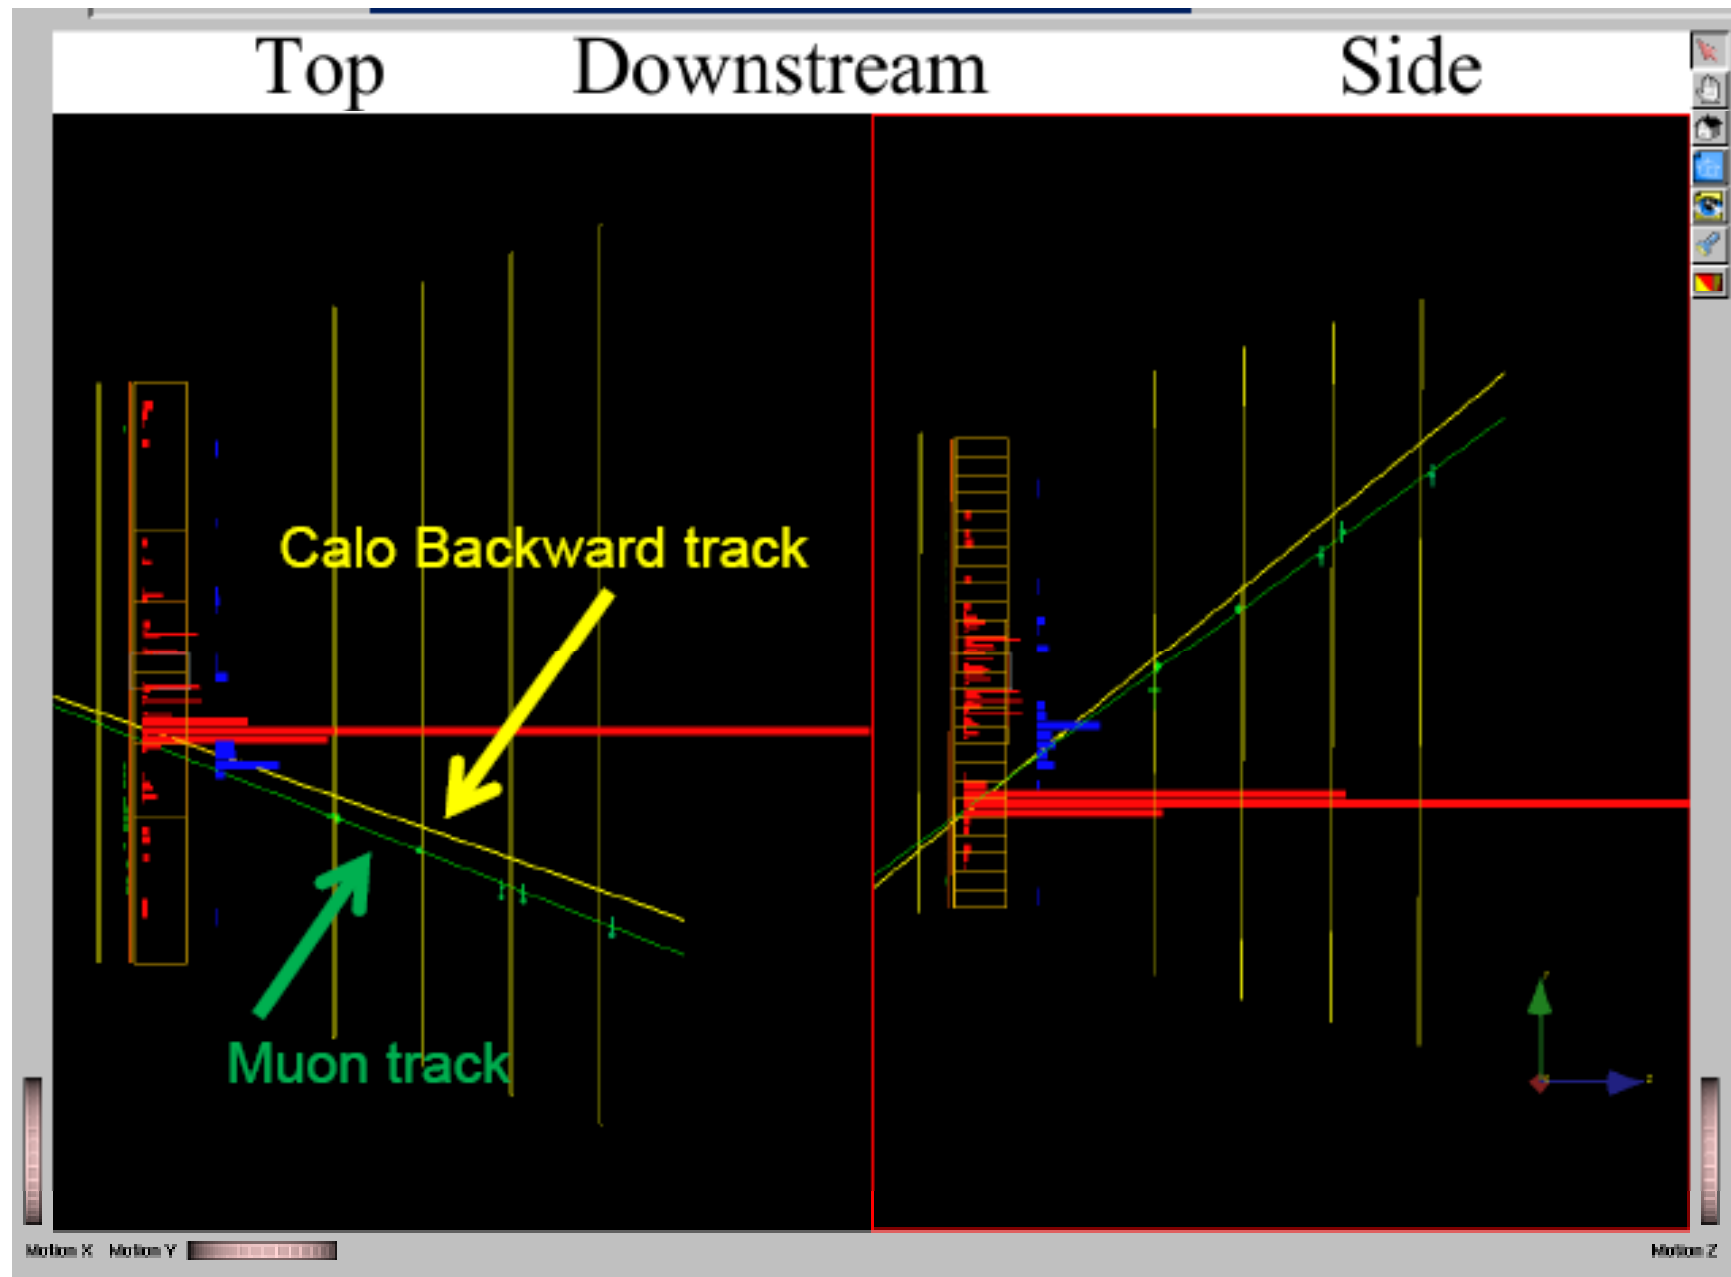 Top Downstream Side
Calo Backward track
Muon track
Motion X Motion Y Motion Z